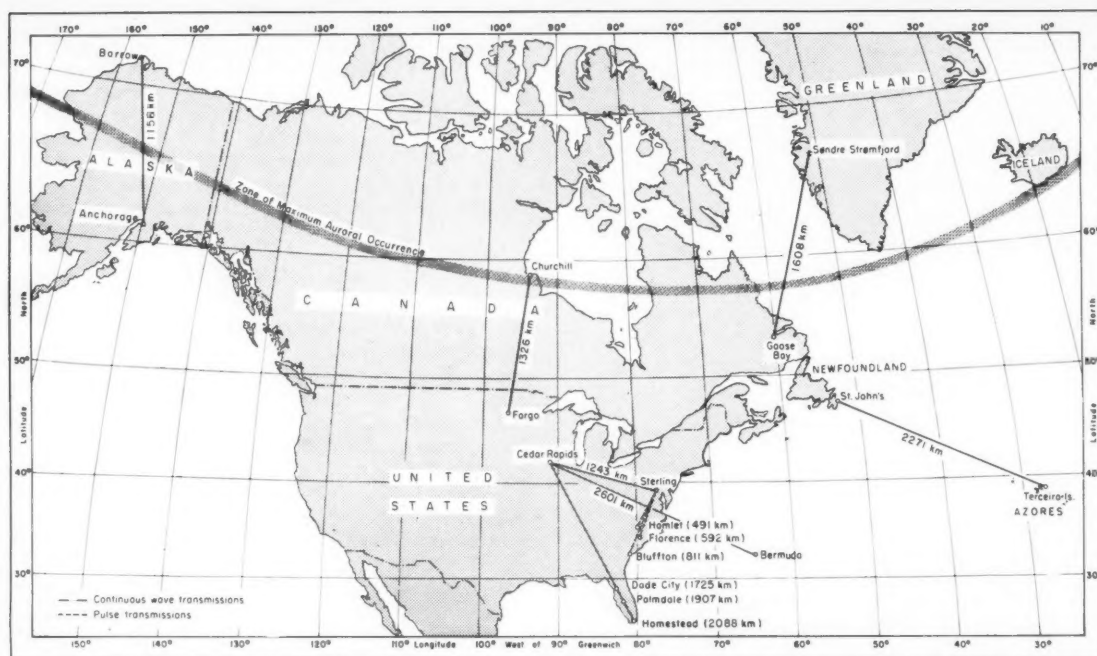 170° 160° 150° 140° 130° 120° 110° 100° 90° 80° 70° 60° 50° 40° 30° 20° 10°
Barrow
70° 70°
GREENLAND
1156 km
Søndre Strømfjord
ICELAND
ALASKA
Zone of Maximum Auroral Occurrence
Anchorage
60° 60°
1608 km
Churchill
CANADA
North North
1326 km
Goose Bay
50° 50°
NEWFOUNDLAND
St. John's
Fargo
2271 km
Latitude Latitude
Cedar Rapids
1243 km
Sterling
40° 40°
2601 km
UNITED
STATES
Terceira Is.
AZORES
Hamlet (491 km)
Florence (592 km)
Bluffton (811 km)
Bermuda
30° 30°
Dade City (1725 km)
Palmdale (1907 km)
Continuous wave transmissions
Pulse transmissions
Homestead (2088 km)
150° 140° 130° 120° 110° Longitude 100° West of 90° Greenwich 80° 70° 60° 50° 40° 30°